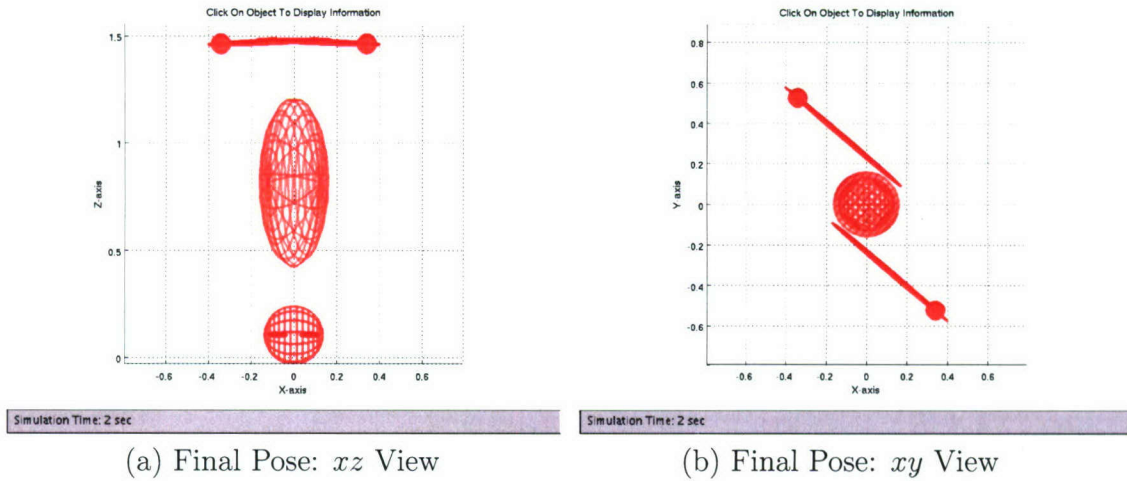 Click On Object To Display Information
1.5
1
0.5
0
Z-axis
-0.6 -0.4 -0.2 0 0.2 0.4 0.6
X-axis
Simulation Time: 2 sec
(a) Final Pose: xz View
Click On Object To Display Information
0.8
0.6
0.4
0.2
0
-0.2
-0.4
-0.6
Y-axis
-0.6 -0.4 -0.2 0 0.2 0.4 0.6
X-axis
Simulation Time: 2 sec
(b) Final Pose: xy View